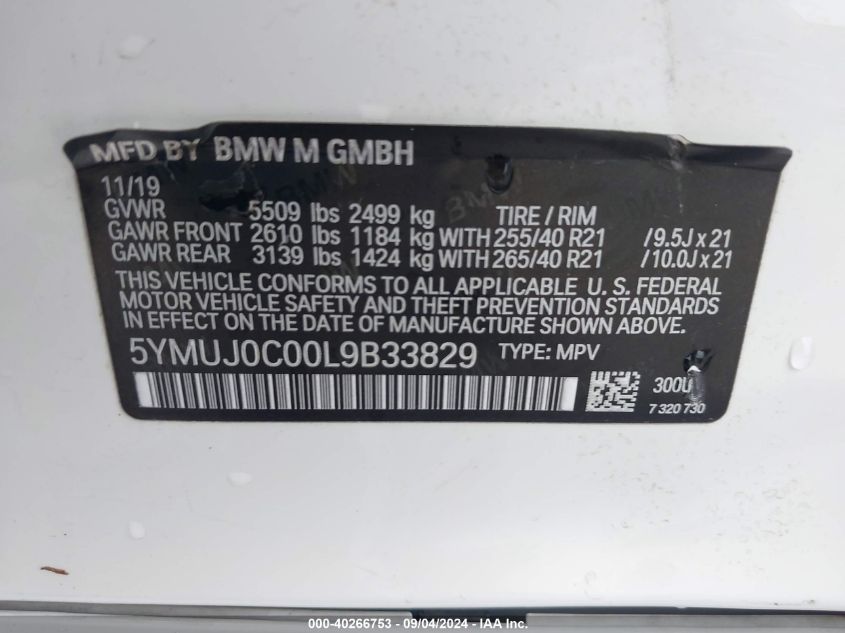 MFD BY BMW M GMBH
11/19
GVWR 5509 lbs 2499 kg TIRE / RIM
GAWR FRONT 2610 lbs 1184 kg WITH 255/40 R21 /9.5J x 21
GAWR REAR 3139 lbs 1424 kg WITH 265/40 R21 /10.0J x 21
THIS VEHICLE CONFORMS TO ALL APPLICABLE U. S. FEDERAL
MOTOR VEHICLE SAFETY AND THEFT PREVENTION STANDARDS
IN EFFECT ON THE DATE OF MANUFACTURE SHOWN ABOVE.
5YMUJ0C00L9B33829 TYPE: MPV
300U
7 320 730
000-40266753 - 09/04/2024 - IAA Inc.